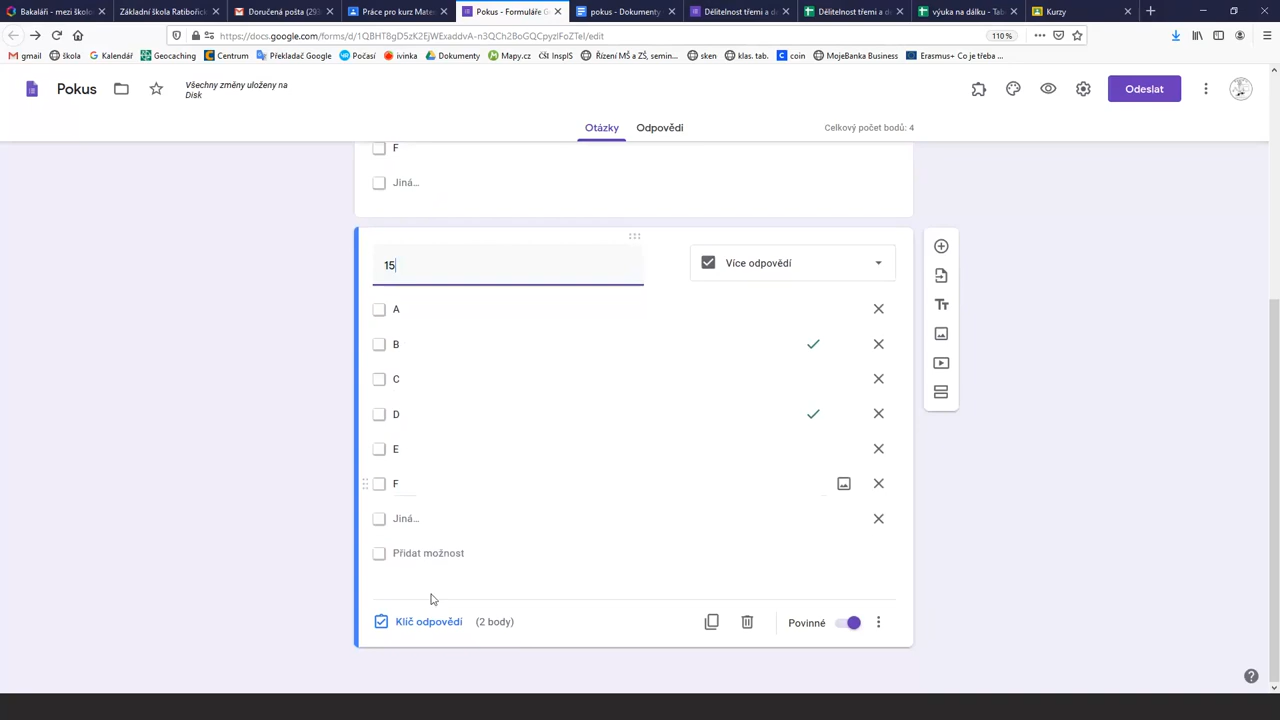 Bakaláři - mezi škol
Základní škola Ratibořick
Doručená pošta (293
Práce pro kurz Mate
Pokus - Formuláře G
pokus - Dokumenty
Dělitelnost třemi a d
Dělitelnost třemi a d
výuka na dálku - Tab
Kurzy
https://docs.google.com/forms/d/1QBHT8gD5zK2EjWExaddvA-n3QCh2BoGQCpyzlFoZTeI/edit
110 %
gmail
škola
Kalendář
Geocaching
Centrum
Překladač Google
Počasí
ivinka
Dokumenty
Mapy.cz
InspIS
Řízení MŠ a ZŠ, semin...
sken
klas. tab.
coin
MojeBanka Business
Erasmus+ Co je třeba ...
Pokus
Všechny změny uloženy na
Disk
Odeslat
Otázky
Odpovědi
Celkový počet bodů: 4
F
Jiná...
15
Více odpovědí
A
B
C
D
E
F
Jiná...
Přidat možnost
Klíč odpovědí
(2 body)
Povinné